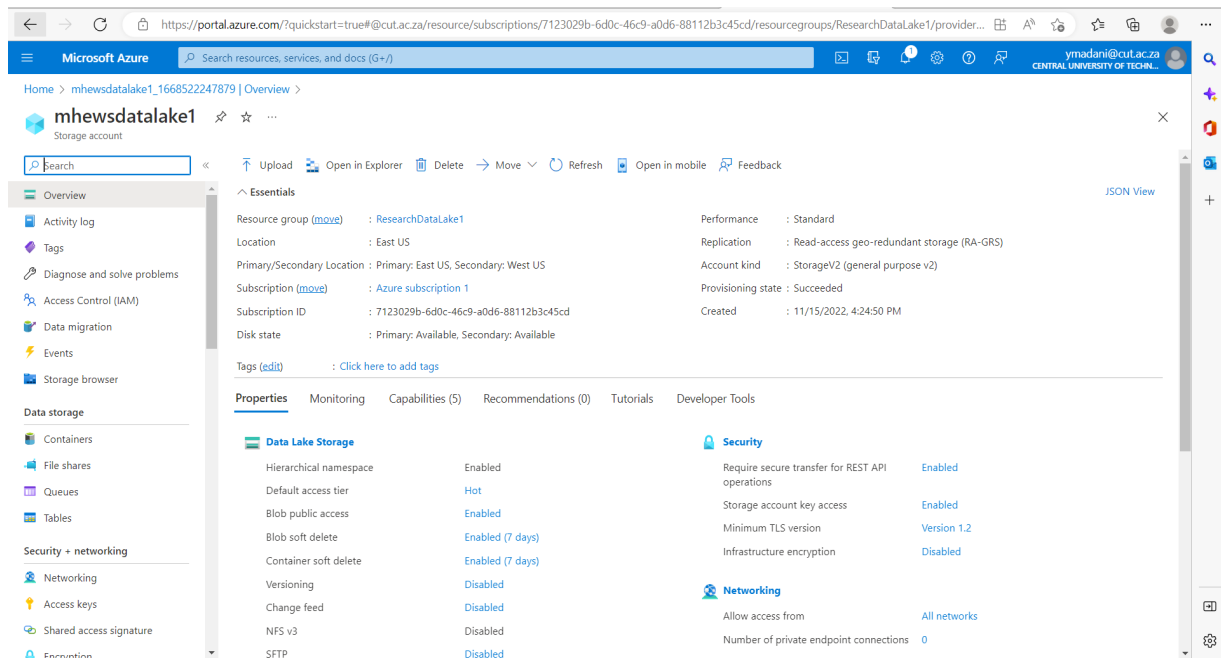 https://portal.azure.com/?quickstart=true#@cut.ac.za/resource/subscriptions/7123029b-6d0c-46c9-a0d6-88112b3c45cd/resourcegroups/ResearchDataLake1/provider...
Microsoft Azure
Search resources, services, and docs (G+/)
1
ymadani@cut.ac.za
CENTRAL UNIVERSITY OF TECHN...
Home > mhewsdatalake1_1668522247879 | Overview >
mhewsdatalake1
Storage account
Search
Upload Open in Explorer Delete Move Refresh Open in mobile Feedback
Overview
Activity log
Tags
Diagnose and solve problems
Access Control (IAM)
Data migration
Events
Storage browser
Data storage
Containers
File shares
Queues
Tables
Security + networking
Networking
Access keys
Shared access signature
Encryption
Essentials
JSON View
Resource group (move) : ResearchDataLake1
Location : East US
Primary/Secondary Location : Primary: East US, Secondary: West US
Subscription (move) : Azure subscription 1
Subscription ID : 7123029b-6d0c-46c9-a0d6-88112b3c45cd
Disk state : Primary: Available, Secondary: Available
Performance : Standard
Replication : Read-access geo-redundant storage (RA-GRS)
Account kind : StorageV2 (general purpose v2)
Provisioning state : Succeeded
Created : 11/15/2022, 4:24:50 PM
Tags (edit) : Click here to add tags
Properties Monitoring Capabilities (5) Recommendations (0) Tutorials Developer Tools
Data Lake Storage
Hierarchical namespace Enabled
Default access tier Hot
Blob public access Enabled
Blob soft delete Enabled (7 days)
Container soft delete Enabled (7 days)
Versioning Disabled
Change feed Disabled
NFS v3 Disabled
SFTP Disabled
Security
Require secure transfer for REST API Enabled
operations
Storage account key access Enabled
Minimum TLS version Version 1.2
Infrastructure encryption Disabled
Networking
Allow access from All networks
Number of private endpoint connections 0